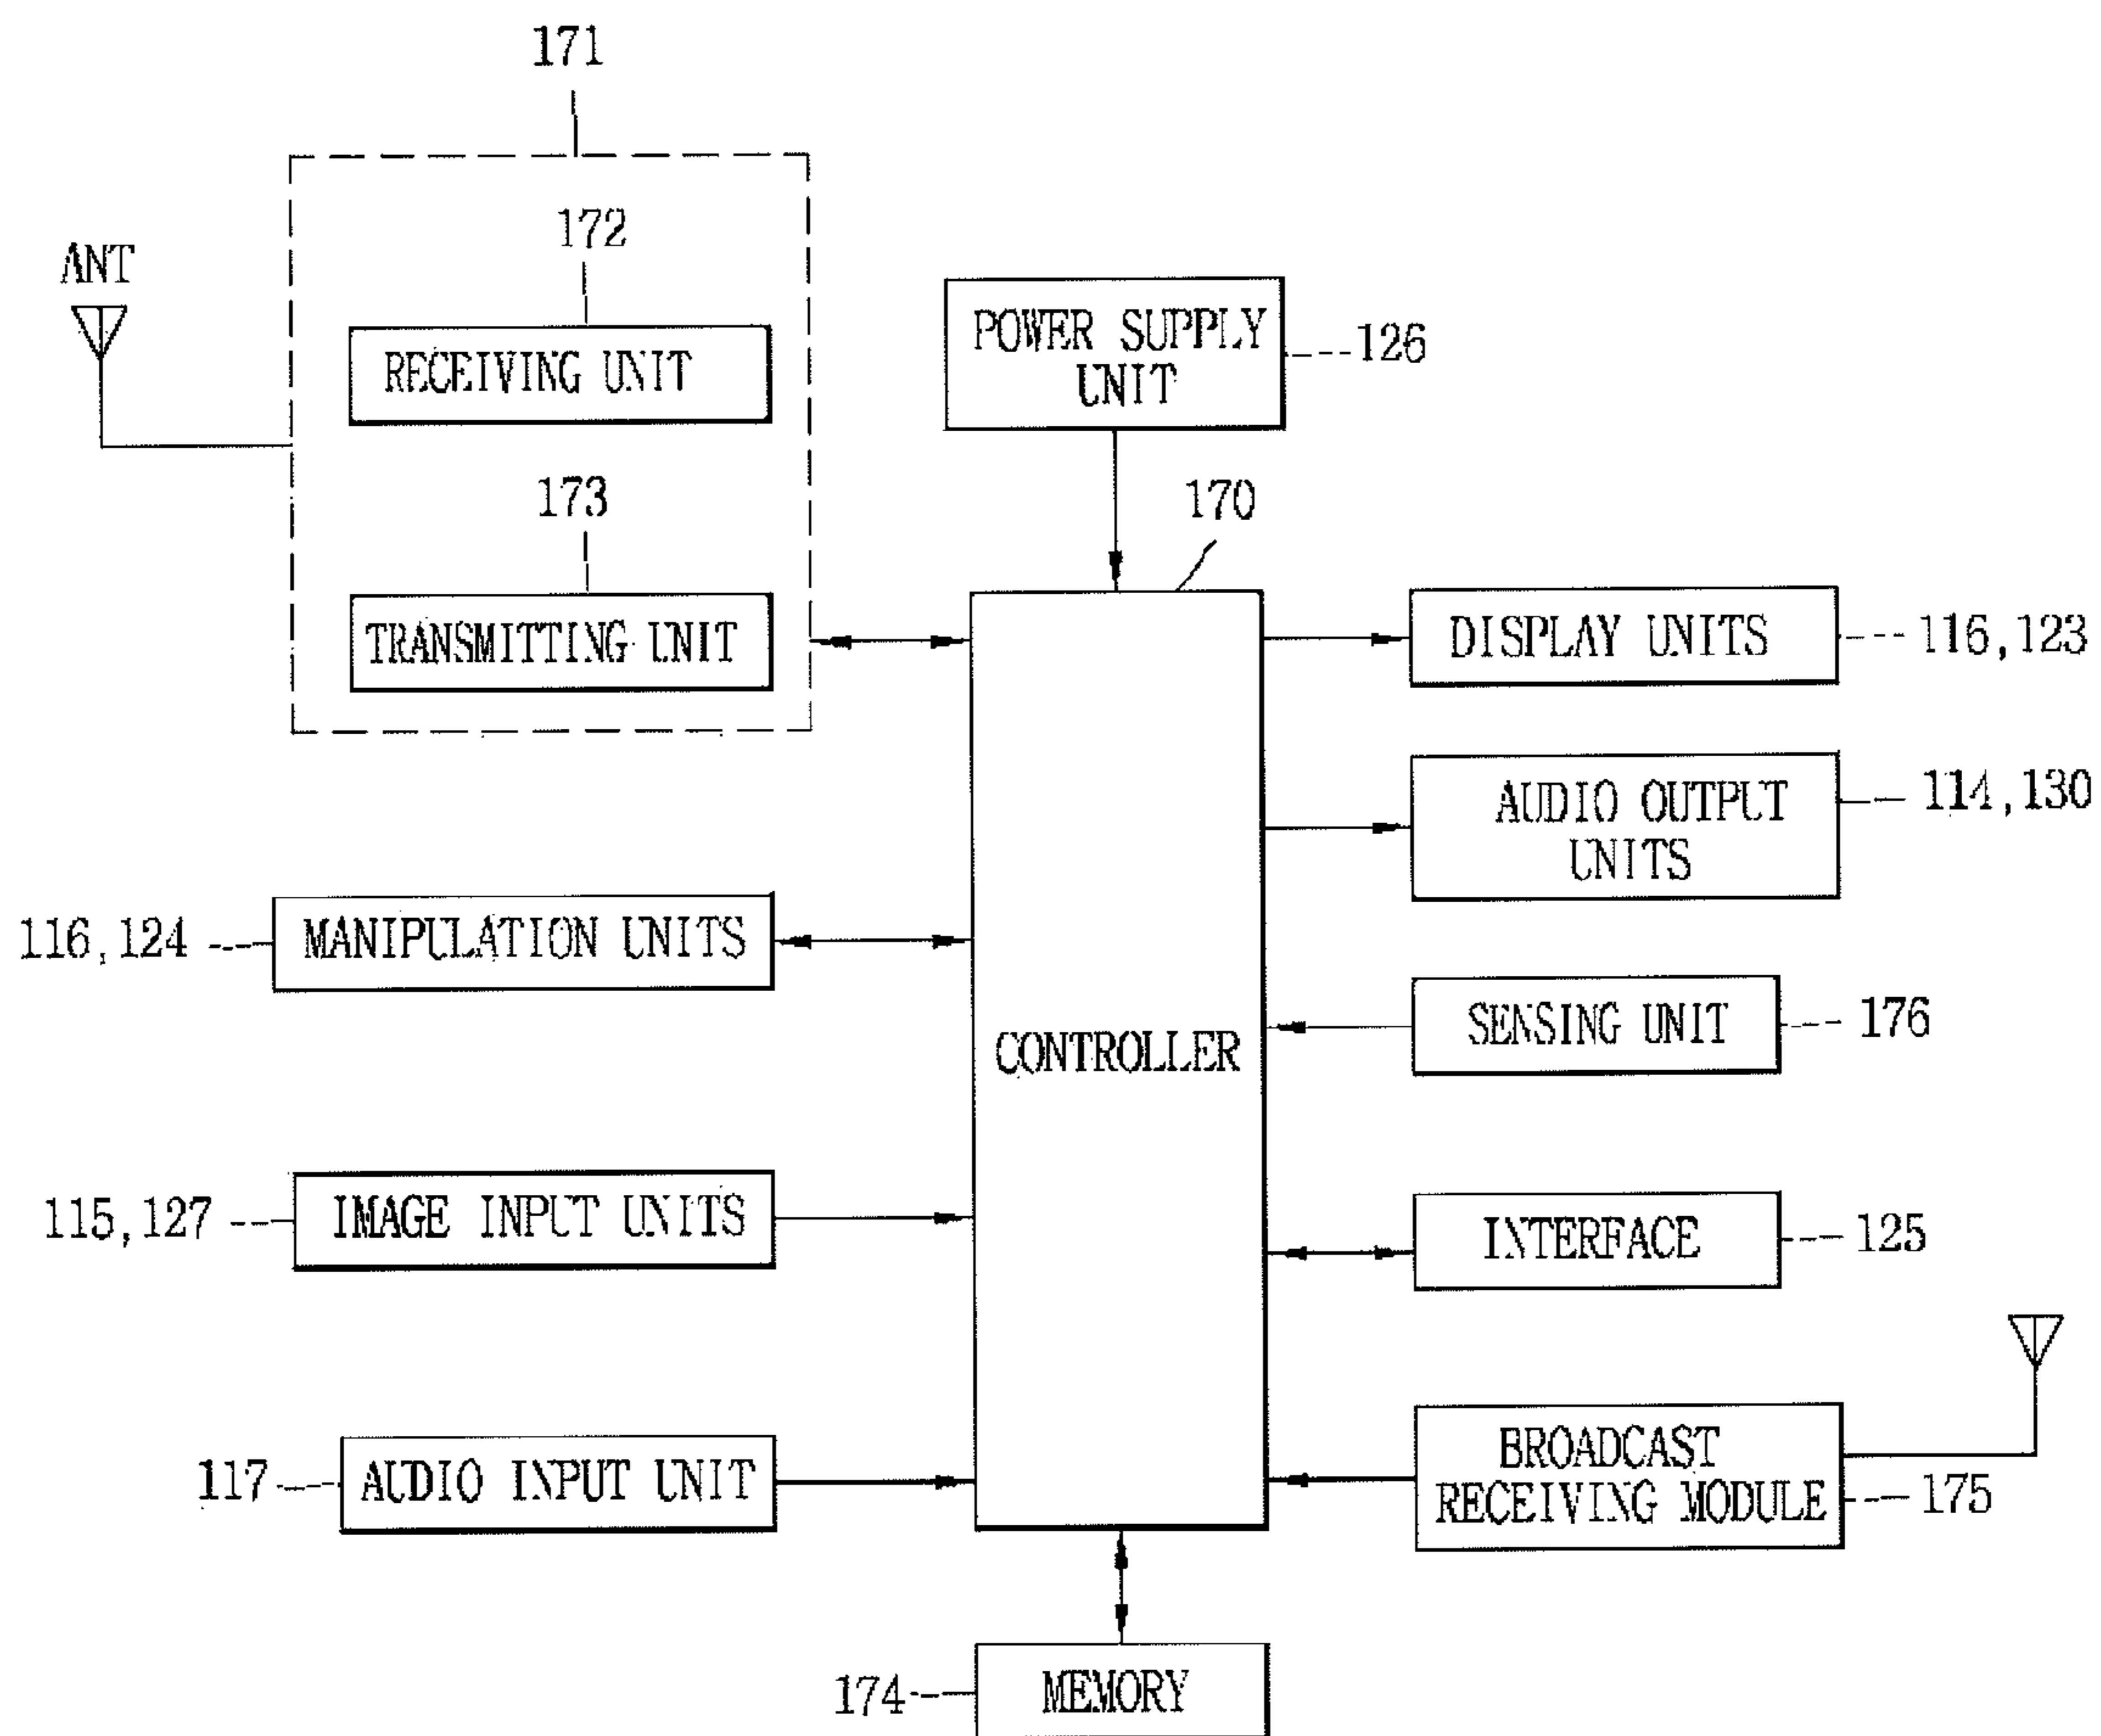 171
172
ANT
RECEIVING UNIT
POWER SUPPLY
UNIT
126
173
170
TRANSMITTING UNIT
DISPLAY UNITS
116,123
AUDIO OUTPUT
UNITS
114,130
116,124
MANIPULATION UNITS
SENSING UNIT
176
CONTROLLER
115,127
IMAGE INPUT UNITS
INTERFACE
125
117
AUDIO INPUT UNIT
BROADCAST
RECEIVING MODULE
175
174
MEMORY